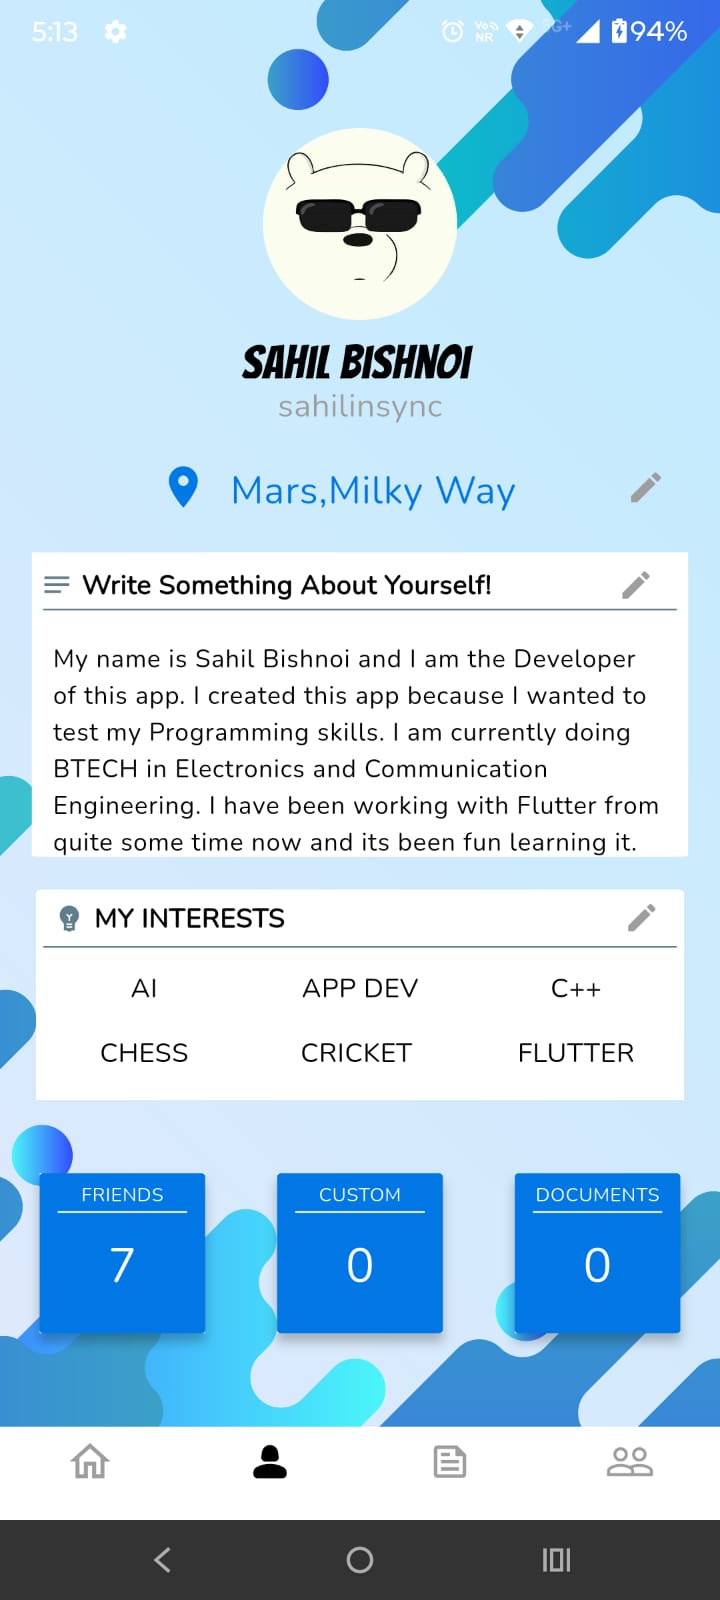 5:13
Vo)) NR 5G+ 94%
SAHIL BISHNOI
sahilinsync
Mars,Milky Way
Write Something About Yourself!
My name is Sahil Bishnoi and I am the Developer
of this app. I created this app because I wanted to
test my Programming skills. I am currently doing
BTECH in Electronics and Communication
Engineering. I have been working with Flutter from
quite some time now and its been fun learning it.
MY INTERESTS
AI APP DEV C++
CHESS CRICKET FLUTTER
FRIENDS CUSTOM DOCUMENTS
7 0 0